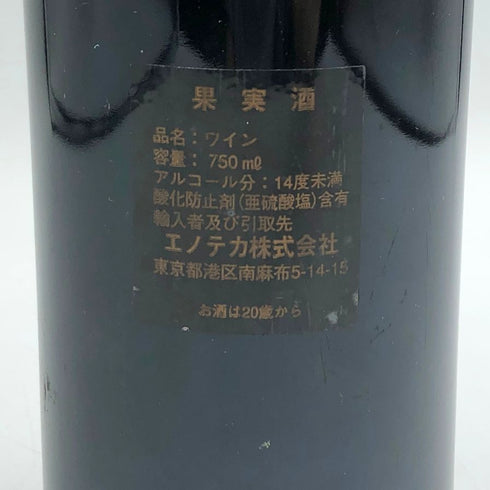 果実酒
品名：ワイン
容量：750mℓ
アルコール分：14度未満
酸化防止剤(亜硫酸塩)含有
輸入者及び引取先
エノテカ株式会社
東京都港区南麻布5-14-15
お酒は20歳から